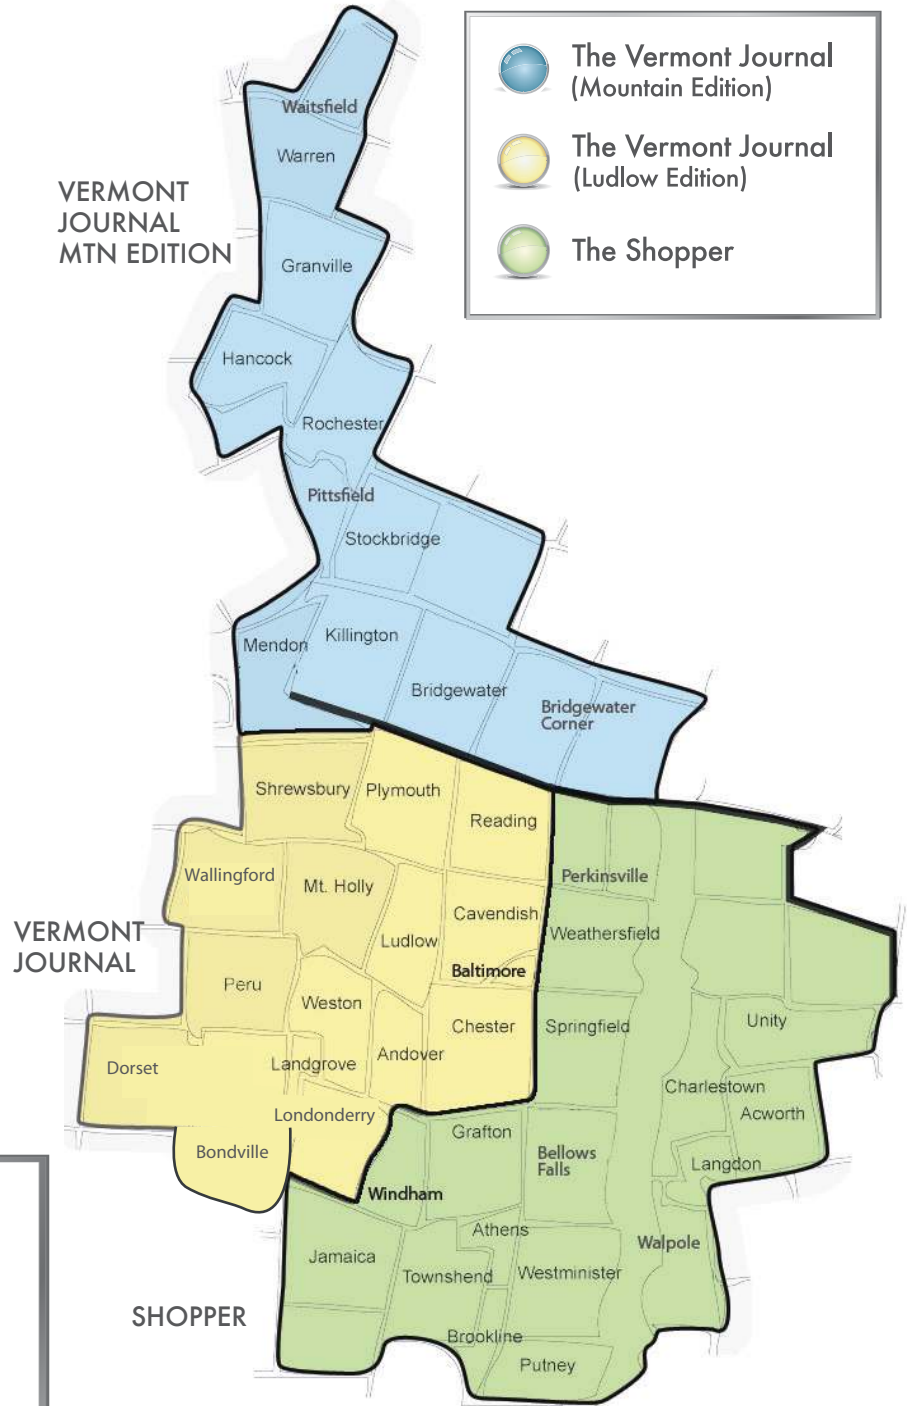 The Vermont Journal
(Mountain Edition)
The Vermont Journal
(Ludlow Edition)
The Shopper
VERMONT
JOURNAL
MTN EDITION
Waitsfield
Warren
Granville
Hancock
Rochester
Pittsfield
Stockbridge
Mendon
Killington
Bridgewater
Bridgewater
Corner
VERMONT
JOURNAL
Shrewsbury
Plymouth
Reading
Wallingford
Mt. Holly
Cavendish
Ludlow
Baltimore
Peru
Weston
Chester
Andover
Dorset
Landgrove
Londonderry
Bondville
Perkinsville
Weathersfield
Springfield
Unity
Charlestown
Acworth
Grafton
Bellows
Falls
Langdon
Windham
Athens
Walpole
Jamaica
Townshend
Westminister
SHOPPER
Brookline
Putney